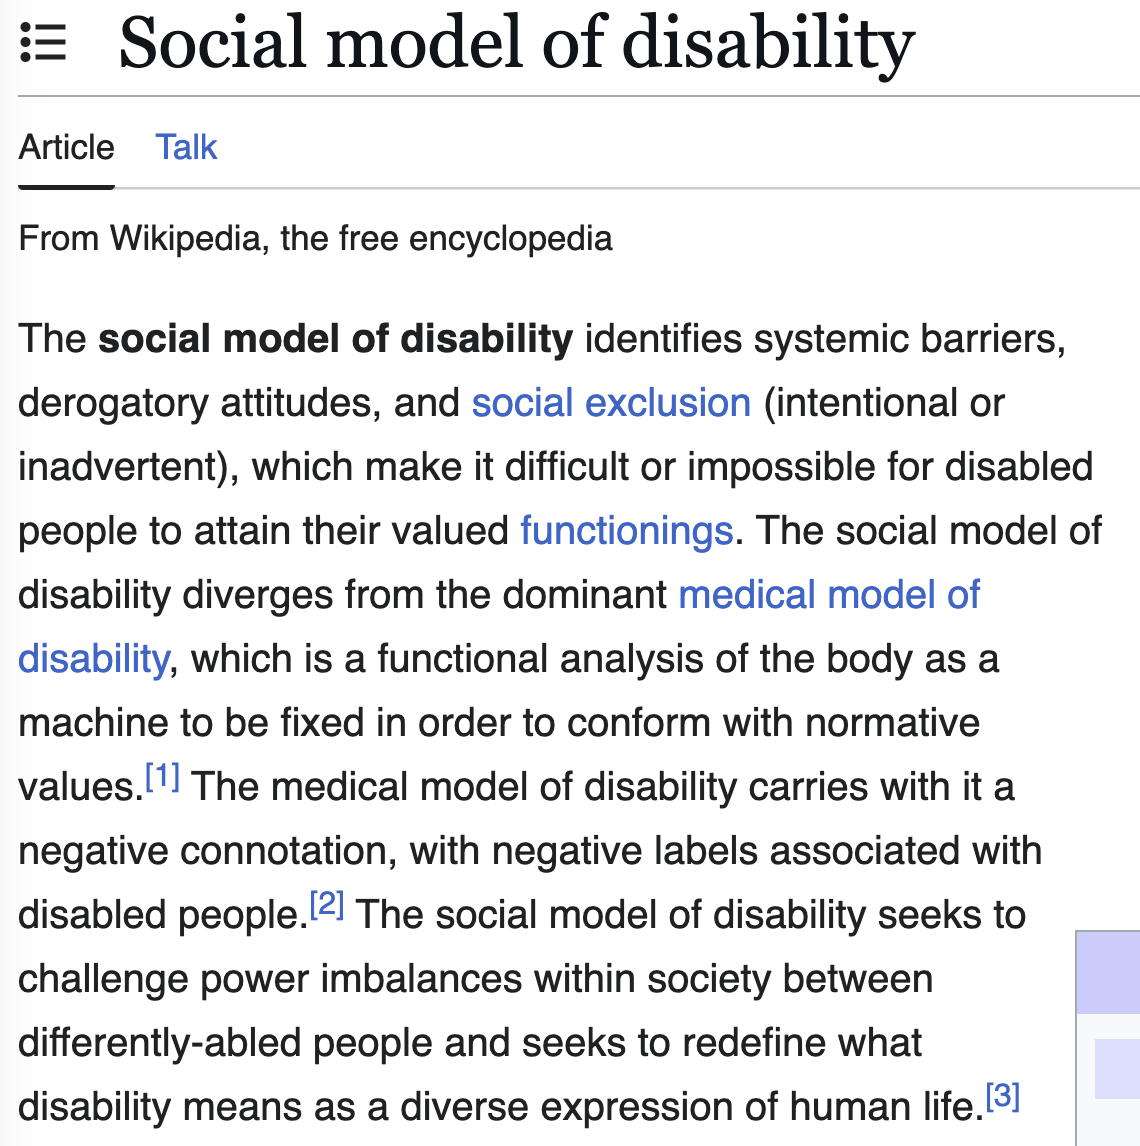 Social model of disability
Article Talk
From Wikipedia, the free encyclopedia
The social model of disability identifies systemic barriers,
derogatory attitudes, and social exclusion (intentional or
inadvertent), which make it difficult or impossible for disabled
people to attain their valued functionings. The social model of
disability diverges from the dominant medical model of
disability, which is a functional analysis of the body as a
machine to be fixed in order to conform with normative
values.[1] The medical model of disability carries with it a
negative connotation, with negative labels associated with
disabled people.[2] The social model of disability seeks to
challenge power imbalances within society between
differently-abled people and seeks to redefine what
disability means as a diverse expression of human life.[3]